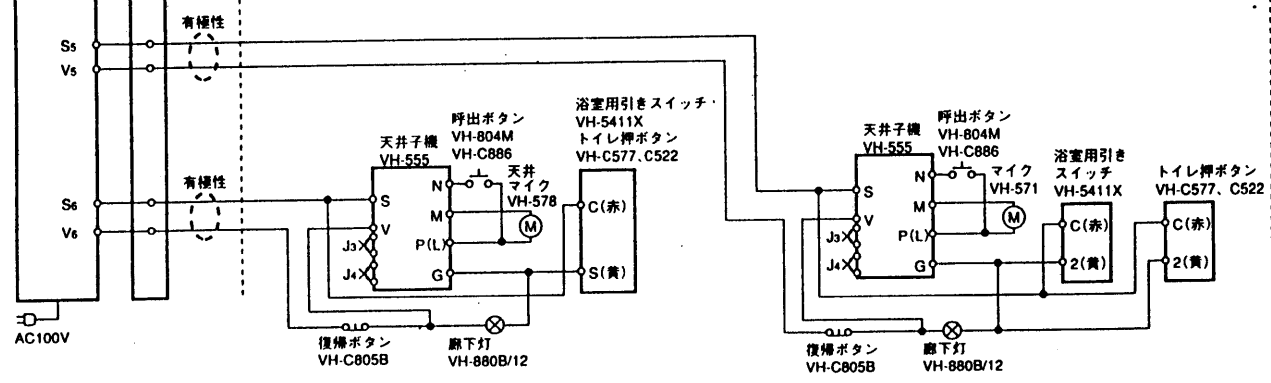 有極性
S5
V5
有極性
S6
V6
AC100V
天井子機
VH-555
呼出ボタン
VH-804M
VH-C886
浴室用引きスイッチ・
VH-5411X
トイレ押ボタン
VH-C577、C522
天井
マイク
VH-578
N
S
M
M
C(赤)
V
J3
P(L)
J4
G
S(黄)
復帰ボタン
VH-C805B
廊下灯
VH-880B/12
天井子機
VH-555
呼出ボタン
VH-804M
VH-C886
マイク
VH-571
浴室用引き
スイッチ
VH-5411X
トイレ押ボタン
VH-C577、C522
N
S
M
M
C(赤)
C(赤)
V
J3
P(L)
J4
G
2(黄)
2(黄)
復帰ボタン
VH-C805B
廊下灯
VH-880B/12